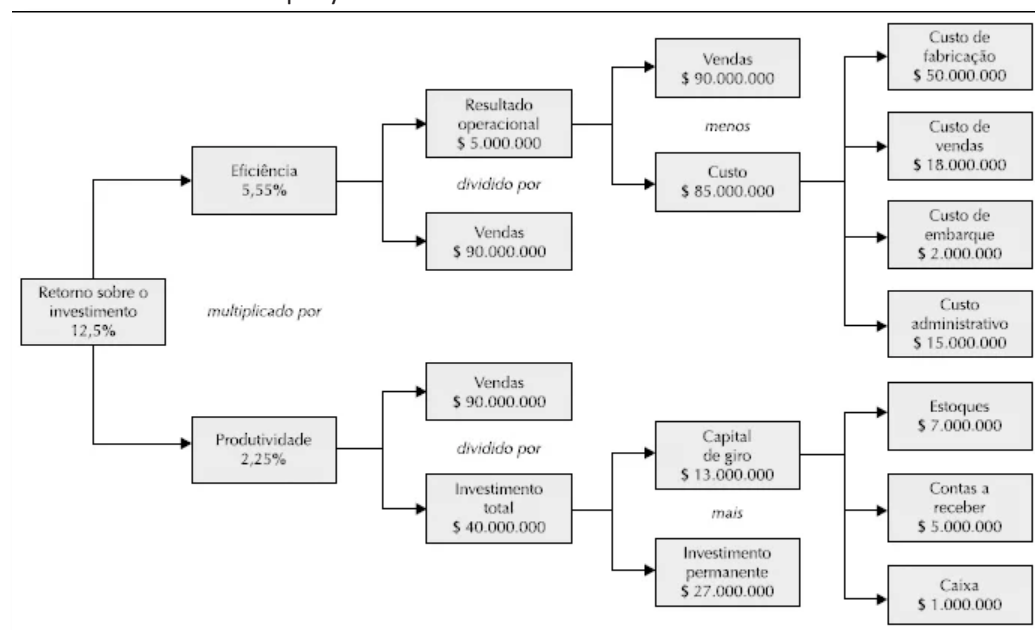 Retorno sobre o
investimento
12,5%
multiplicado por
Eficiência
5,55%
Produtividade
2,25%
Resultado
operacional
$ 5.000.000
dividido por
Vendas
$ 90.000.000
Vendas
$ 90.000.000
dividido por
Investimento
total
$ 40.000.000
Vendas
$ 90.000.000
menos
Custo
$ 85.000.000
Capital
de giro
$ 13.000.000
mais
Investimento
permanente
$ 27.000.000
Custo de
fabricação
$ 50.000.000
Custo de
vendas
$ 18.000.000
Custo de
embarque
$ 2.000.000
Custo
administrativo
$ 15.000.000
Estoques
$ 7.000.000
Contas a
receber
$ 5.000.000
Caixa
$ 1.000.000